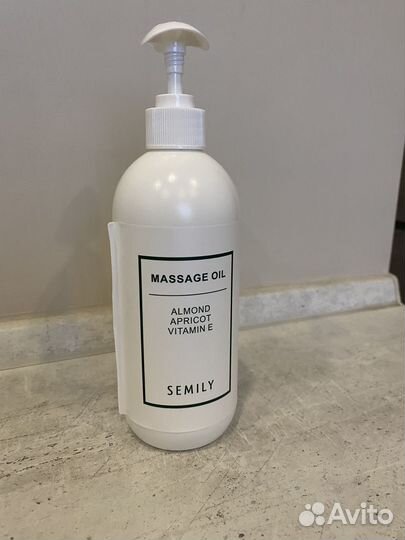 MASSAGE OIL
ALMOND
APRICOT
VITAMIN E
SEMILY
Avito